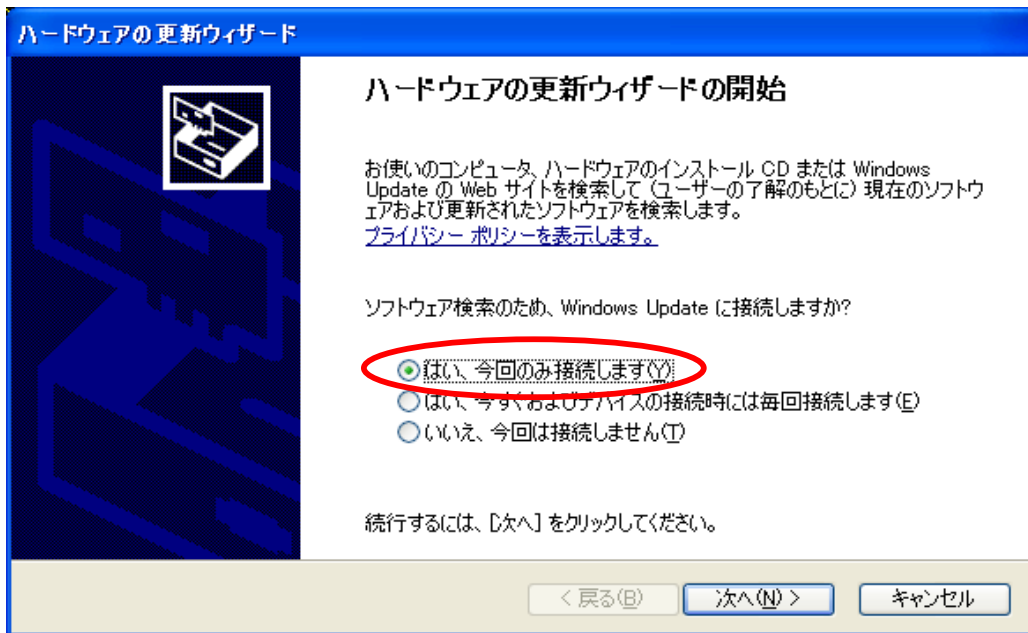 ハードウェアの更新ウィザード
ハードウェアの更新ウィザードの開始
お使いのコンピュータ、ハードウェアのインストール CD または Windows
Update の Web サイトを検索して (ユーザーの了解のもとに) 現在のソフトウ
ェアおよび更新されたソフトウェアを検索します。
プライバシー ポリシーを表示します。
ソフトウェア検索のため、Windows Update に接続しますか?
はい、今回のみ接続します(Y)
はい、今すぐおよびデバイスの接続時には毎回接続します(E)
いいえ、今回は接続しません(T)
続行するには、[次へ] をクリックしてください。
< 戻る(B) 次へ(N) > キャンセル